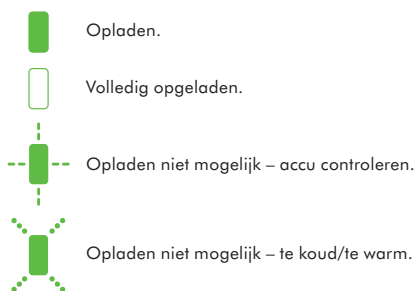 Opladen.
Volledig opgeladen.
Opladen niet mogelijk – accu controleren.
Opladen niet mogelijk – te koud/te warm.